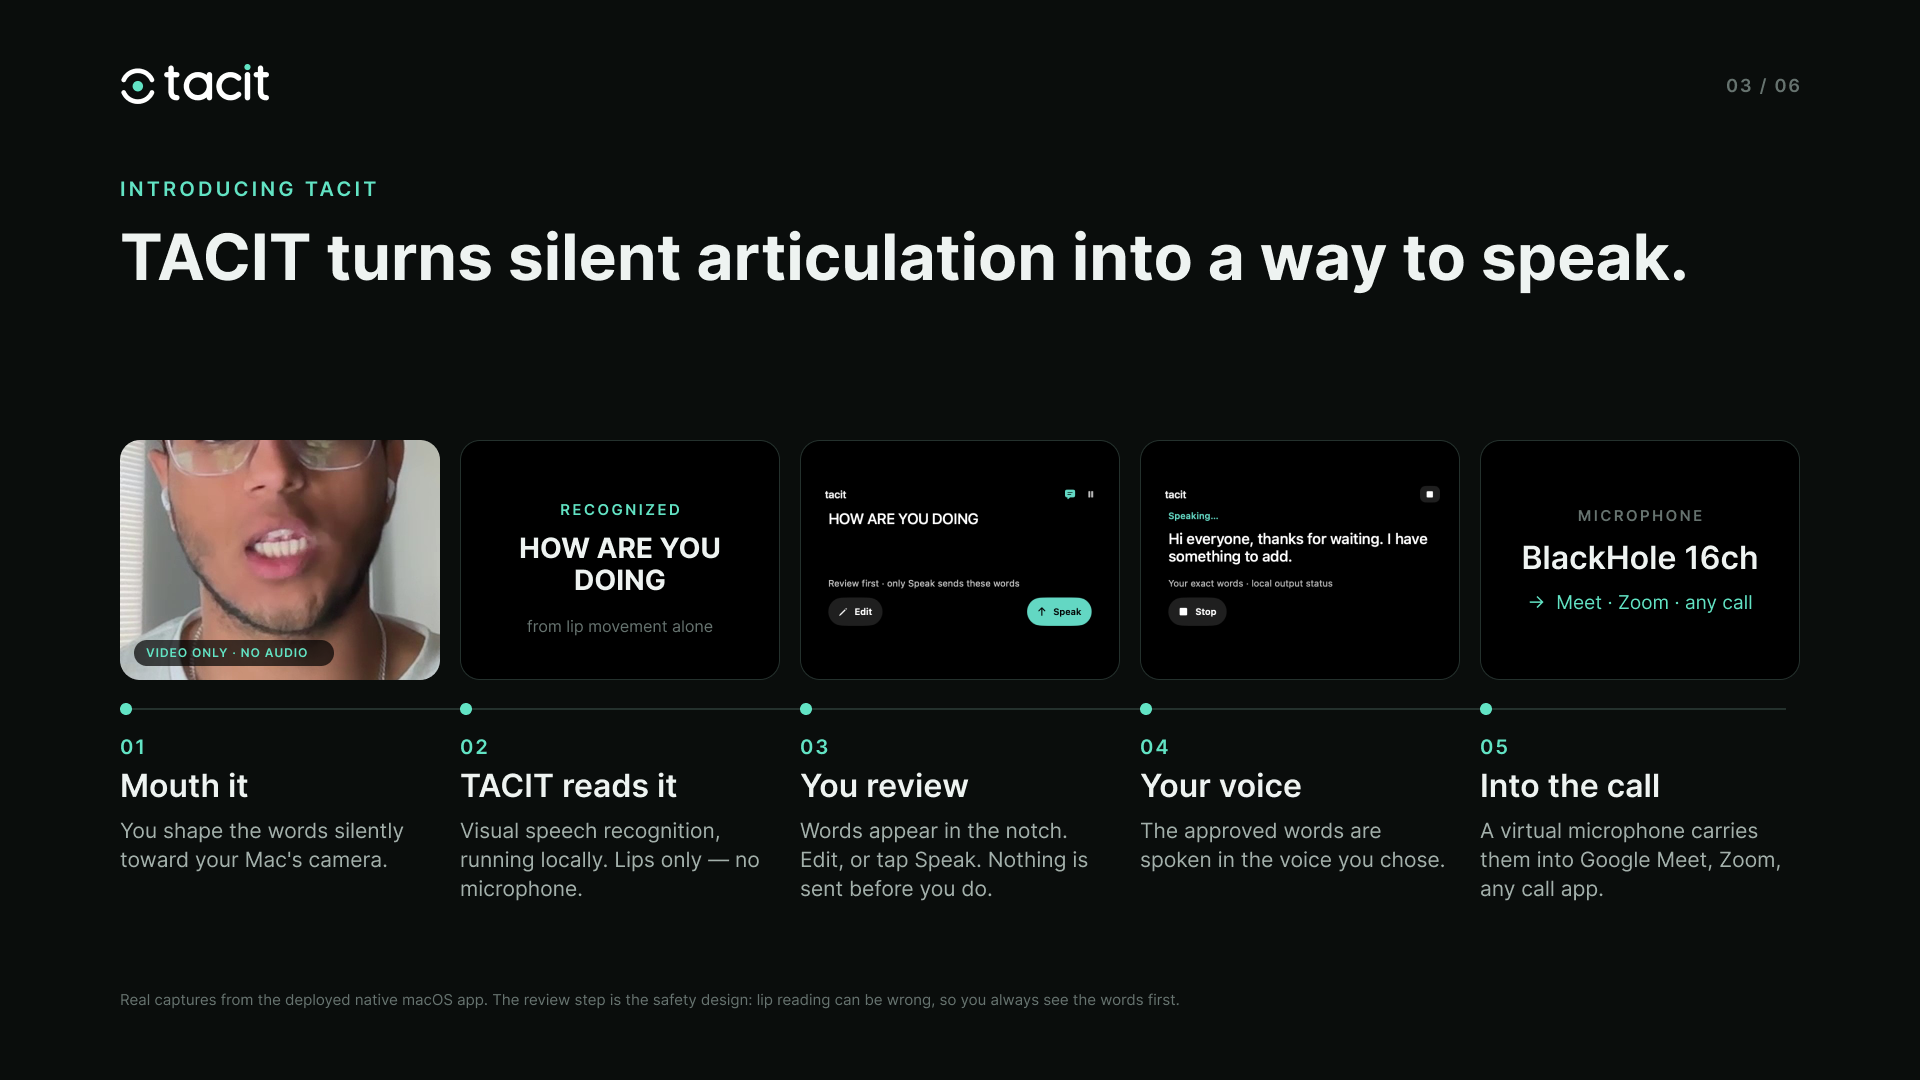 tacit
03 / 06
INTRODUCING TACIT
TACIT turns silent articulation into a way to speak.
VIDEO ONLY · NO AUDIO
RECOGNIZED
HOW ARE YOU
DOING
from lip movement alone
tacit
HOW ARE YOU DOING
Review first · only Speak sends these words
Edit
Speak
tacit
Speaking...
Hi everyone, thanks for waiting. I have
something to add.
Your exact words · local output status
Stop
MICROPHONE
BlackHole 16ch
→ Meet · Zoom · any call
01
Mouth it
You shape the words silently
toward your Mac's camera.
02
TACIT reads it
Visual speech recognition,
running locally. Lips only — no
microphone.
03
You review
Words appear in the notch.
Edit, or tap Speak. Nothing is
sent before you do.
04
Your voice
The approved words are
spoken in the voice you chose.
05
Into the call
A virtual microphone carries
them into Google Meet, Zoom,
any call app.
Real captures from the deployed native macOS app. The review step is the safety design: lip reading can be wrong, so you always see the words first.